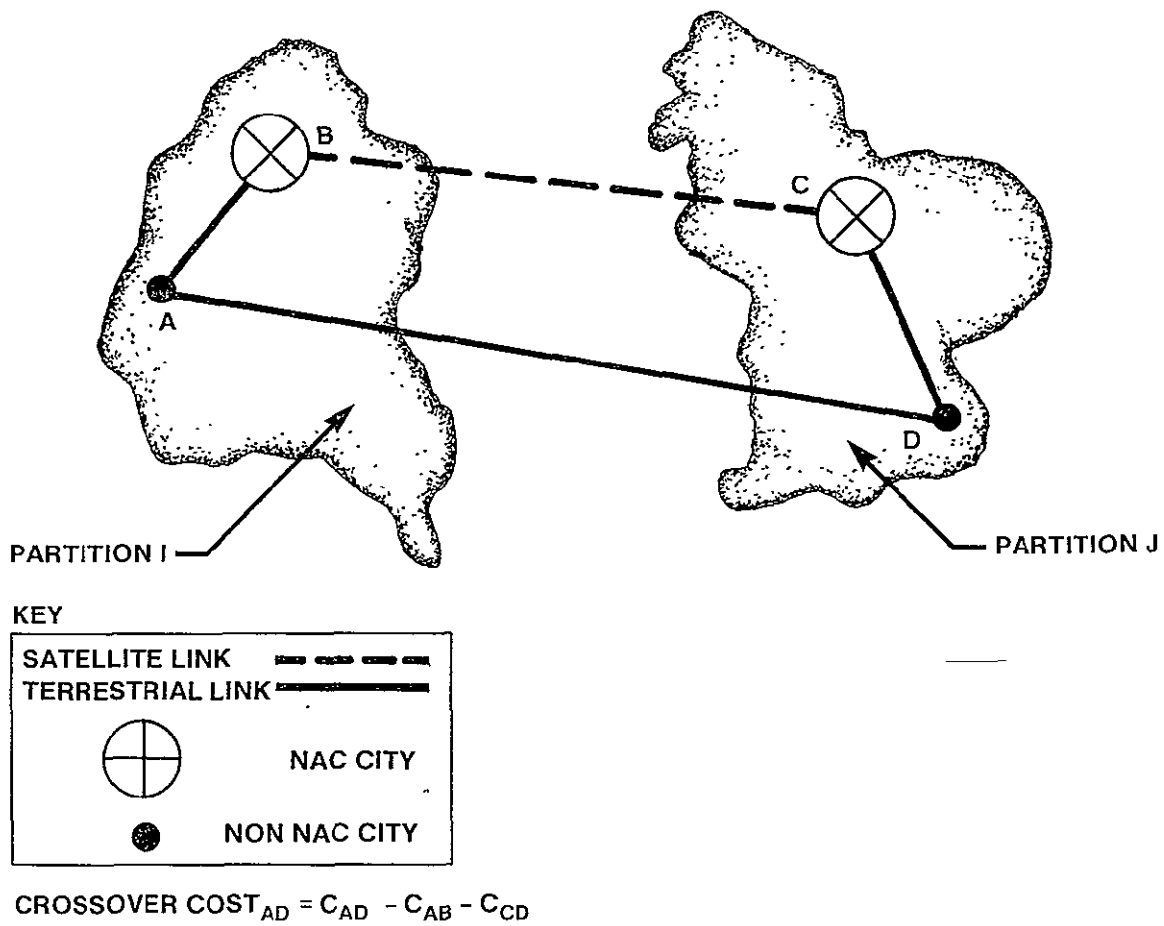 B
C
A
D
PARTITION I
PARTITION J
KEY
SATELLITE LINK
TERRESTRIAL LINK
NAC CITY
NON NAC CITY
CROSSOVER COST_AD = C_AD - C_AB - C_CD